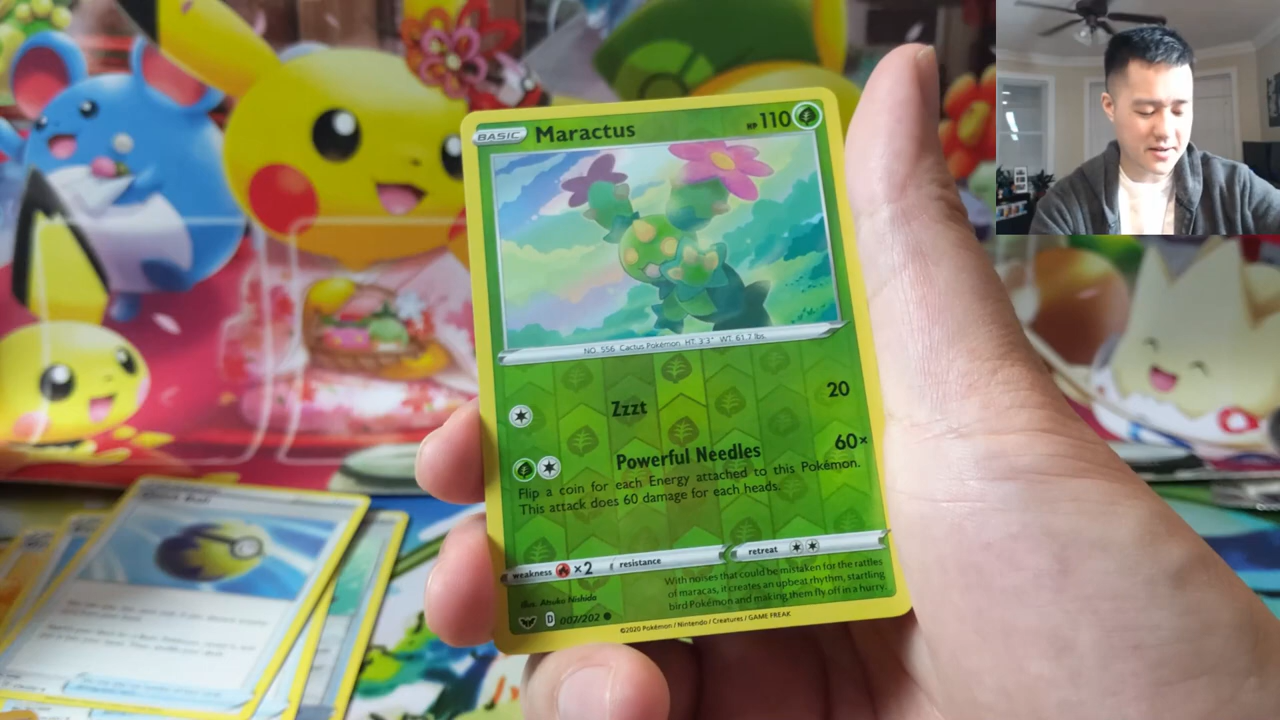 BASIC Maractus HP 110
NO. 556 Cactus Pokémon. HT: 3'3" WT: 61.7 lbs.
Zzzt 20
Powerful Needles 60×
Flip a coin for each Energy attached to this Pokémon.
This attack does 60 damage for each heads.
weakness ×2 resistance retreat
With noises that could be mistaken for the rattles
of maracas, it creates an upbeat rhythm, startling
bird Pokémon and making them fly off in a hurry.
Illus. Atsuko Nishida
D 007/202
©2020 Pokémon / Nintendo / Creatures / GAME FREAK
Quick Ball